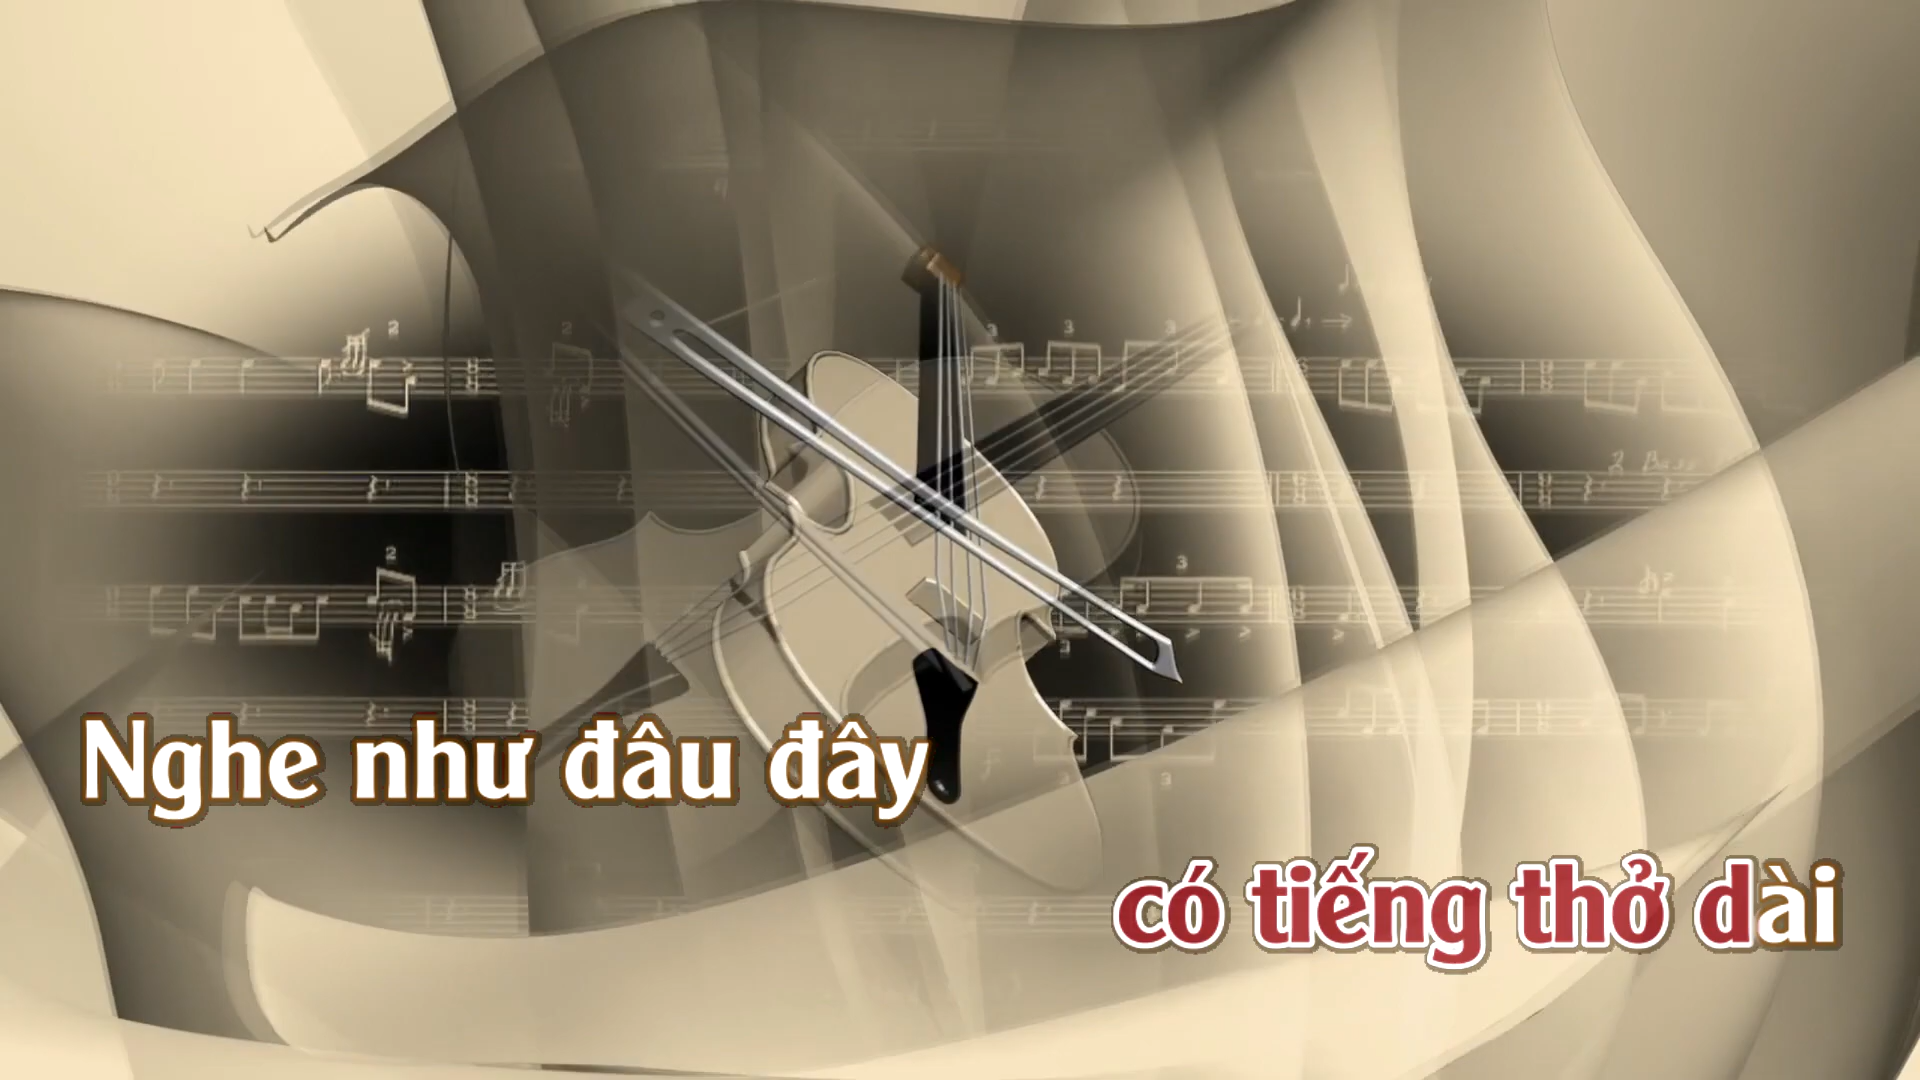 Nghe như đâu đây
có tiếng thở dài